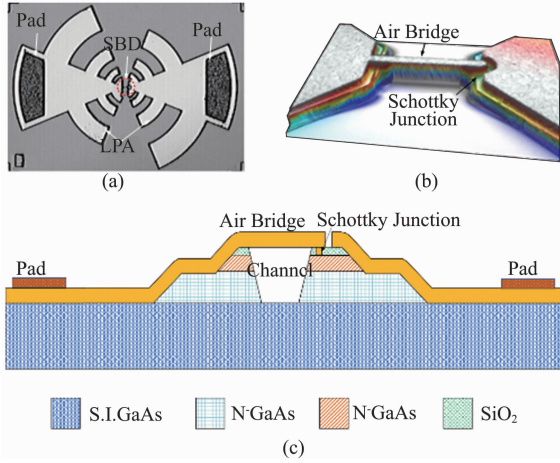 Pad
SBD
Pad
LPA
(a)
Air Bridge
Schottky
Junction
(b)
Air Bridge
Schottky Junction
Pad
Channel
Pad
S.I.GaAs
N⁻GaAs
N⁻GaAs
SiO₂
(c)